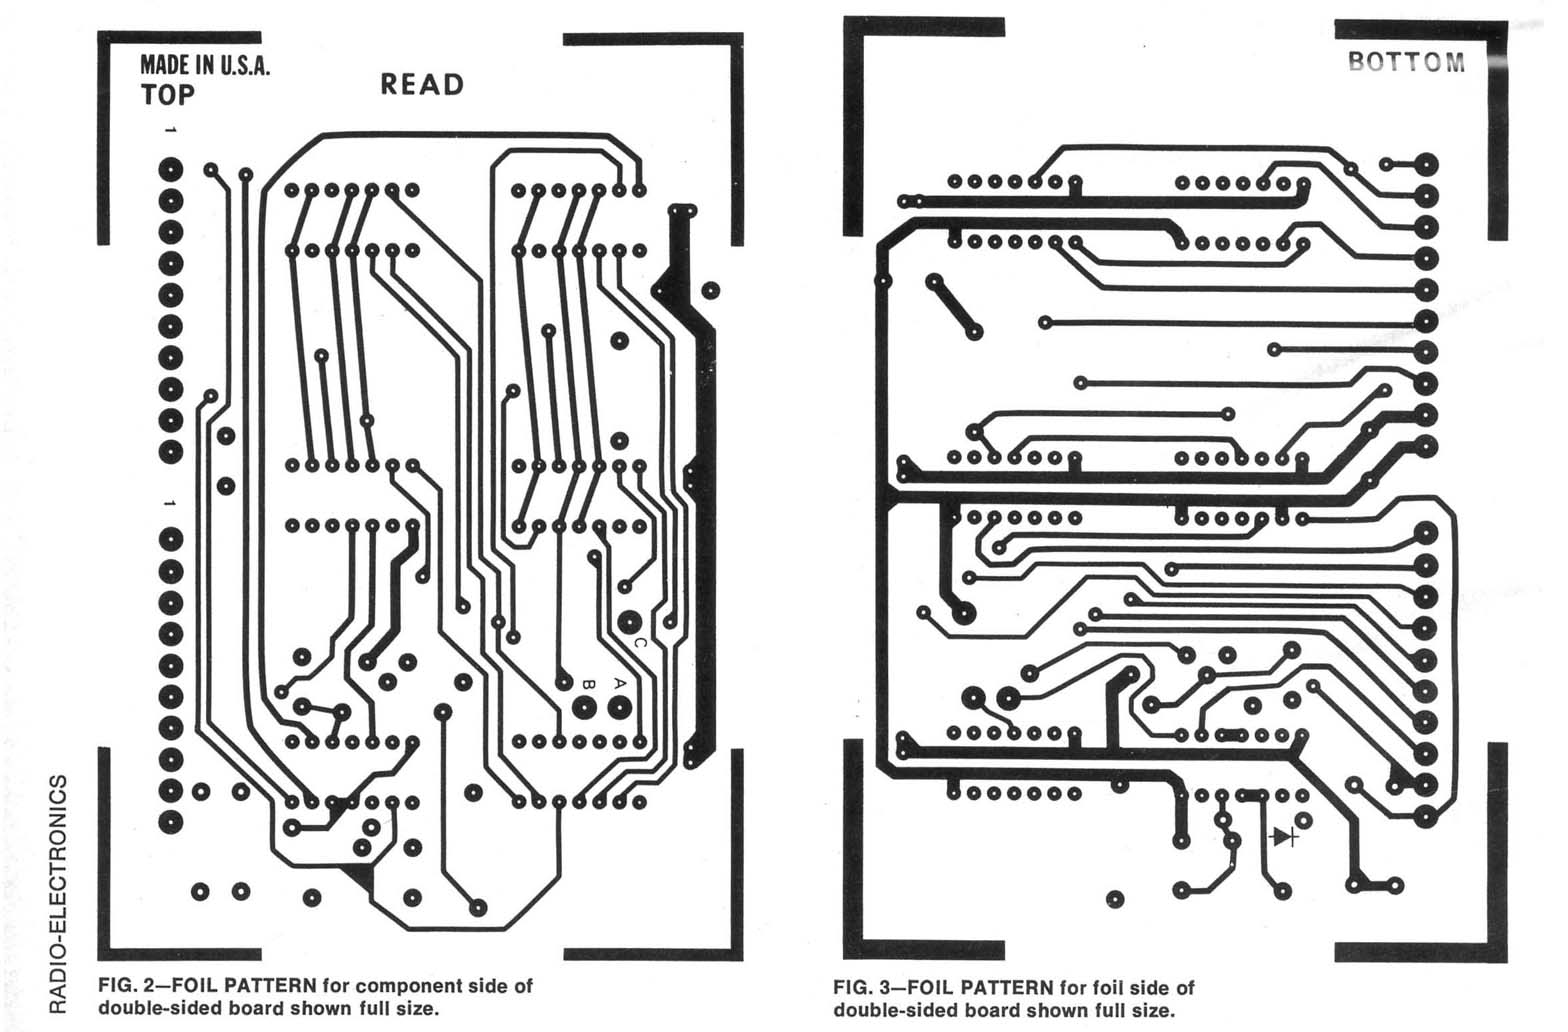 MADE IN U.S.A.
TOP
READ
1
1
C
B
A
BOTTOM
RADIO-ELECTRONICS
FIG. 2—FOIL PATTERN for component side of
double-sided board shown full size.
FIG. 3—FOIL PATTERN for foil side of
double-sided board shown full size.